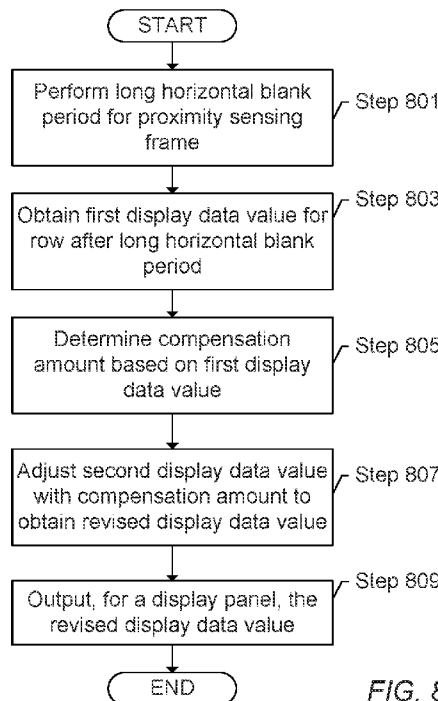 START
Perform long horizontal blank
period for proximity sensing
frame
Step 801
Obtain first display data value for
row after long horizontal blank
period
Step 803
Determine compensation
amount based on first display
data value
Step 805
Adjust second display data value
with compensation amount to
obtain revised display data value
Step 807
Output, for a display panel, the
revised display data value
Step 809
END
FIG. 8